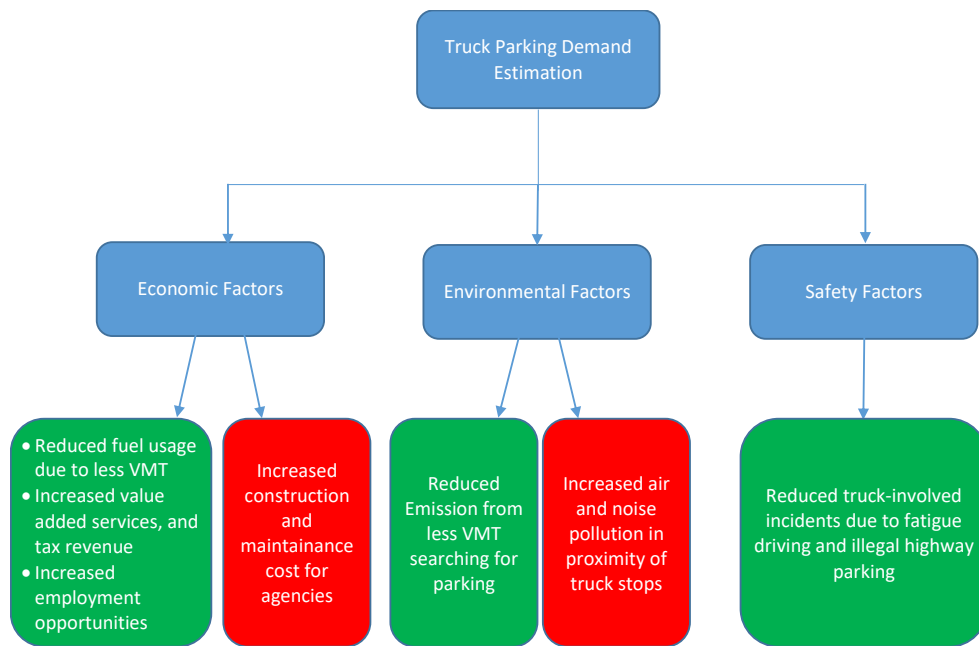 Truck Parking Demand
Estimation
Economic Factors
Environmental Factors
Safety Factors
• Reduced fuel usage
due to less VMT
• Increased value
added services, and
tax revenue
• Increased
employment
opportunities
Increased
construction
and
maintainance
cost for
agencies
Reduced
Emission from
less VMT
searching for
parking
Increased air
and noise
pollution in
proximity of
truck stops
Reduced truck-involved
incidents due to fatigue
driving and illegal highway
parking